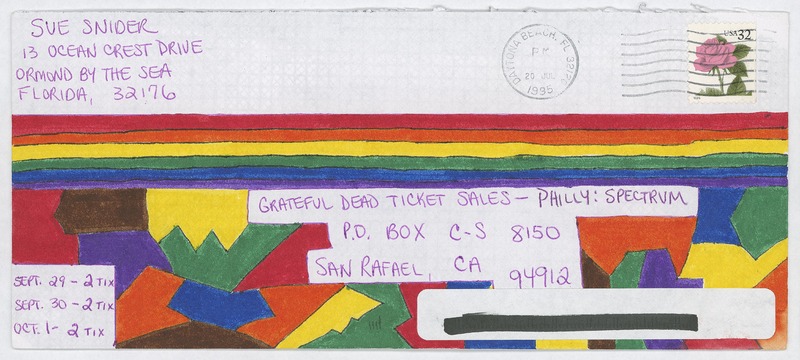 SUE SNIDER
13 OCEAN CREST DRIVE
ORMOND BY THE SEA
FLORIDA, 32176
DAYTONA BEACH, FL
PM
20 JUL
1995
USA 32
GRATEFUL DEAD TICKET SALES - PHILLY: SPECTRUM
P.O. BOX C-S 8150
SAN RAFAEL, CA
94912
SEPT. 29 - 2 TIX
SEPT. 30 - 2 TIX
OCT. 1 - 2 TIX